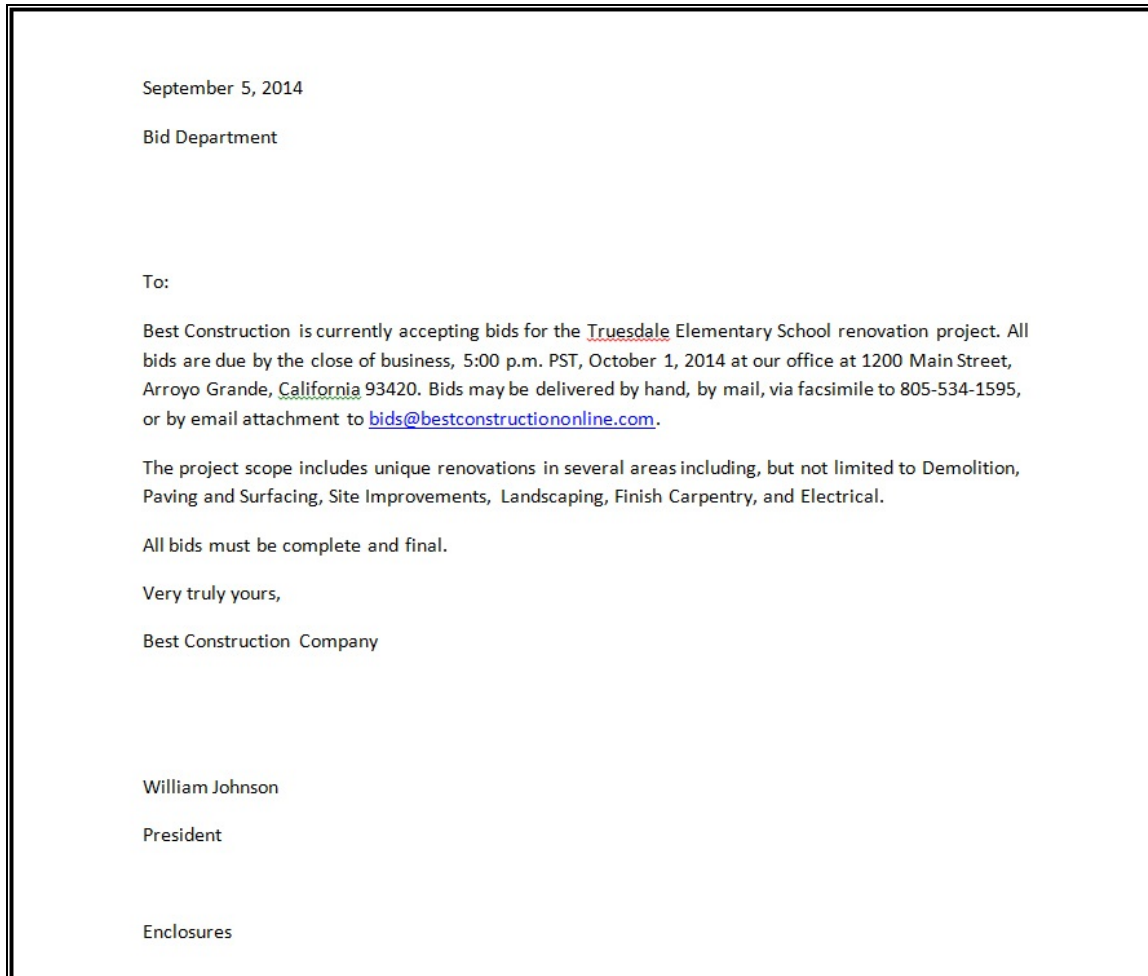 September 5, 2014
Bid Department
To:
Best Construction is currently accepting bids for the Truesdale Elementary School renovation project. All
bids are due by the close of business, 5:00 p.m. PST, October 1, 2014 at our office at 1200 Main Street,
Arroyo Grande, California 93420. Bids may be delivered by hand, by mail, via facsimile to 805-534-1595,
or by email attachment to bids@bestconstructiononline.com.
The project scope includes unique renovations in several areas including, but not limited to Demolition,
Paving and Surfacing, Site Improvements, Landscaping, Finish Carpentry, and Electrical.
All bids must be complete and final.
Very truly yours,
Best Construction Company
William Johnson
President
Enclosures